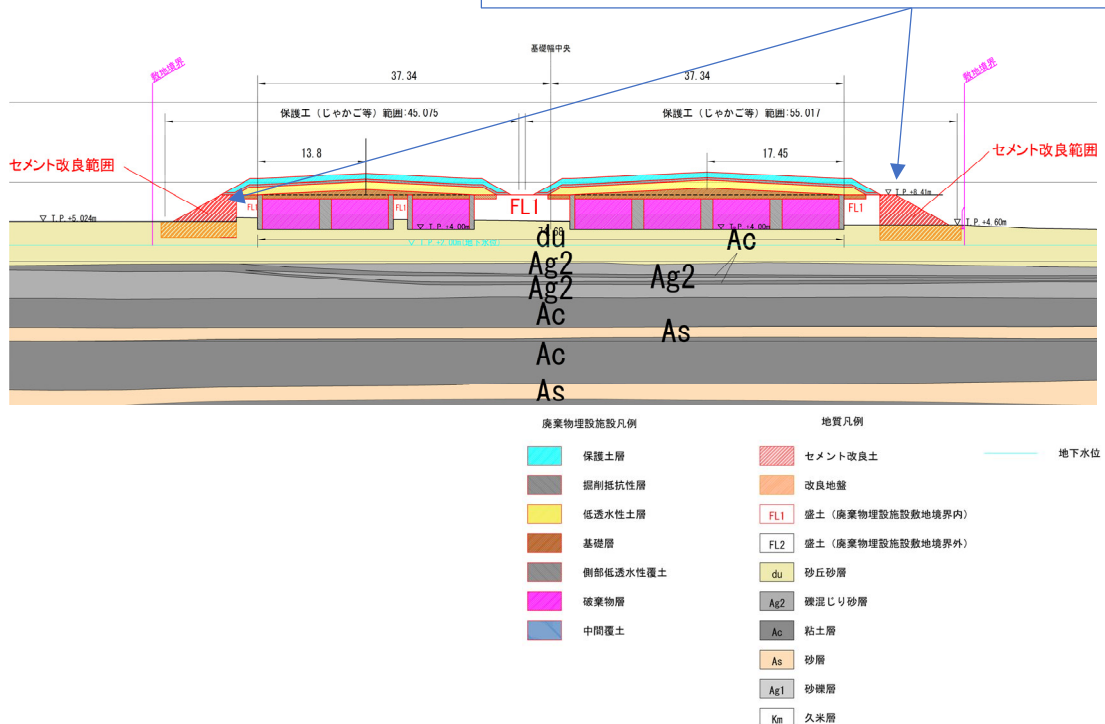 基礎幅中央
敷地境界
敷地境界
37.34
37.34
保護工（じゃかご等）範囲:45.075
保護工（じゃかご等）範囲:55.017
13.8
17.45
セメント改良範囲
セメント改良範囲
▽ T.P.+8.41m
FL1
FL1
FL1
FL1
▽ T.P.+5.024m
▽ T.P.+4.00m
▽ T.P.+4.00m
▽ T.P.+4.60m
du
Ac
Ag2
Ag2
Ag2
Ac
As
Ac
As
廃棄物埋設施設凡例
地質凡例
保護土層
セメント改良土
地下水位
掘削抵抗性層
改良地盤
低透水性土層
FL1
盛土（廃棄物埋設施設敷地境界内）
基礎層
FL2
盛土（廃棄物埋設施設敷地境界外）
側部低透水性覆土
du
砂丘砂層
破棄物層
Ag2
礫混じり砂層
中間覆土
Ac
粘土層
As
砂層
Ag1
砂礫層
Km
久米層